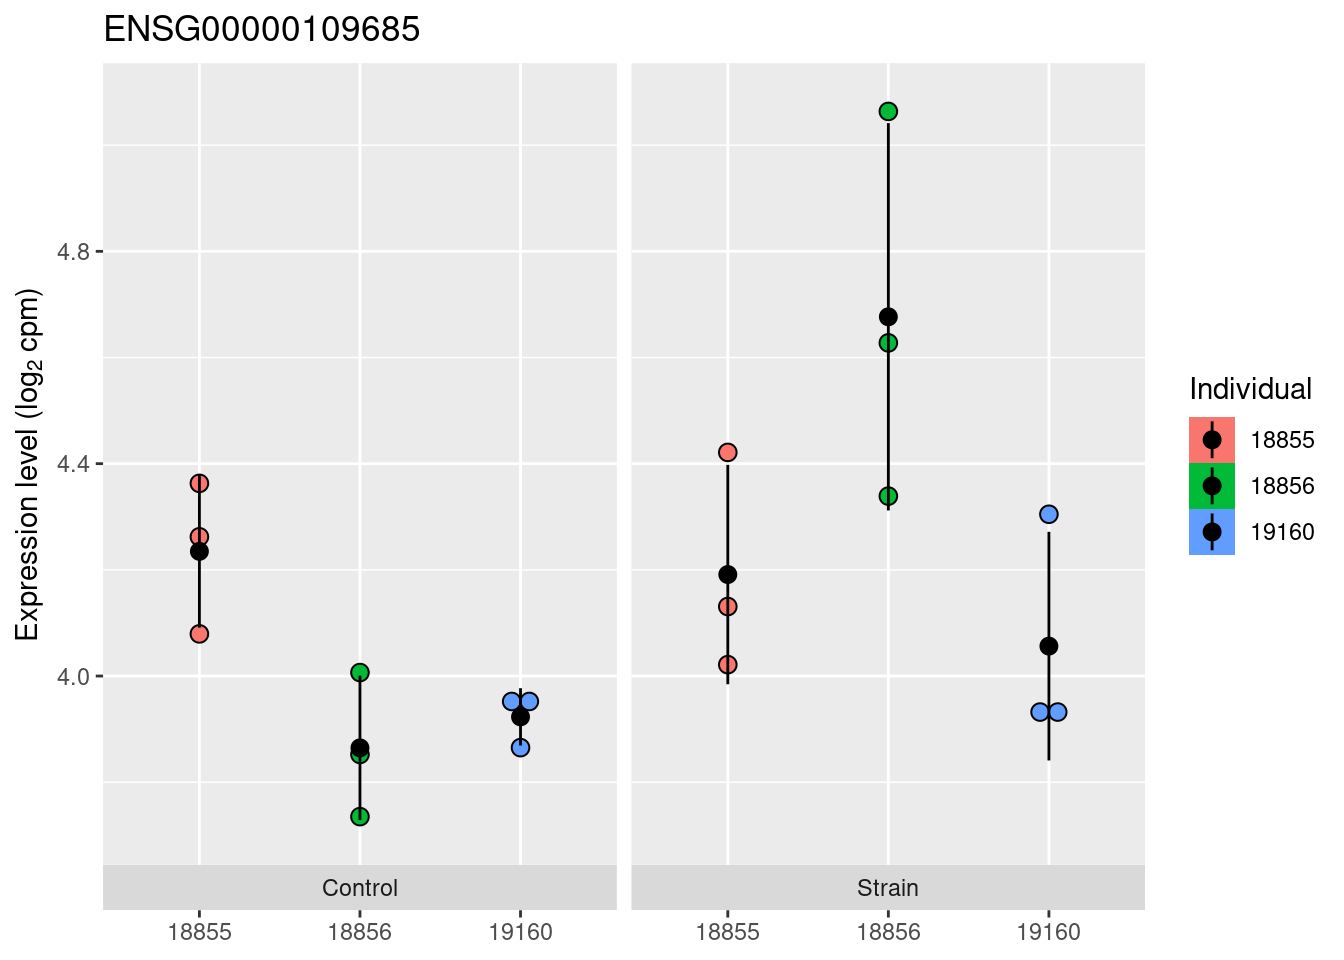 ENSG00000109685
Expression level (log₂ cpm)
4.8
4.4
4.0
Control
Strain
18855
18856
19160
18855
18856
19160
Individual
18855
18856
19160